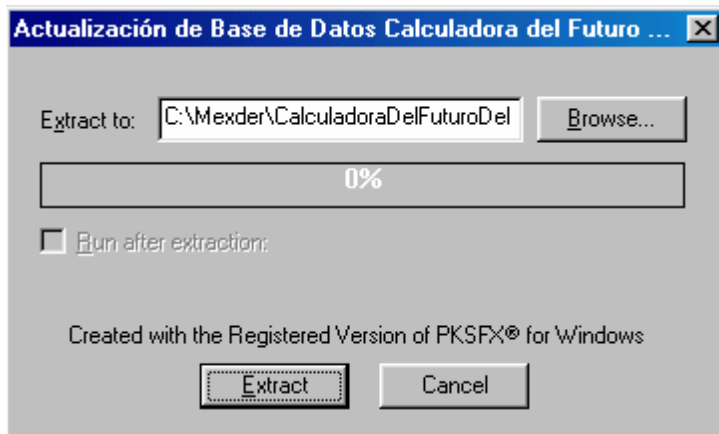 Actualización de Base de Datos Calculadora del Futuro ...
Extract to: C:\Mexder\CalculadoraDelFuturoDel Browse...
0%
Run after extraction:
Created with the Registered Version of PKSFX® for Windows
Extract Cancel